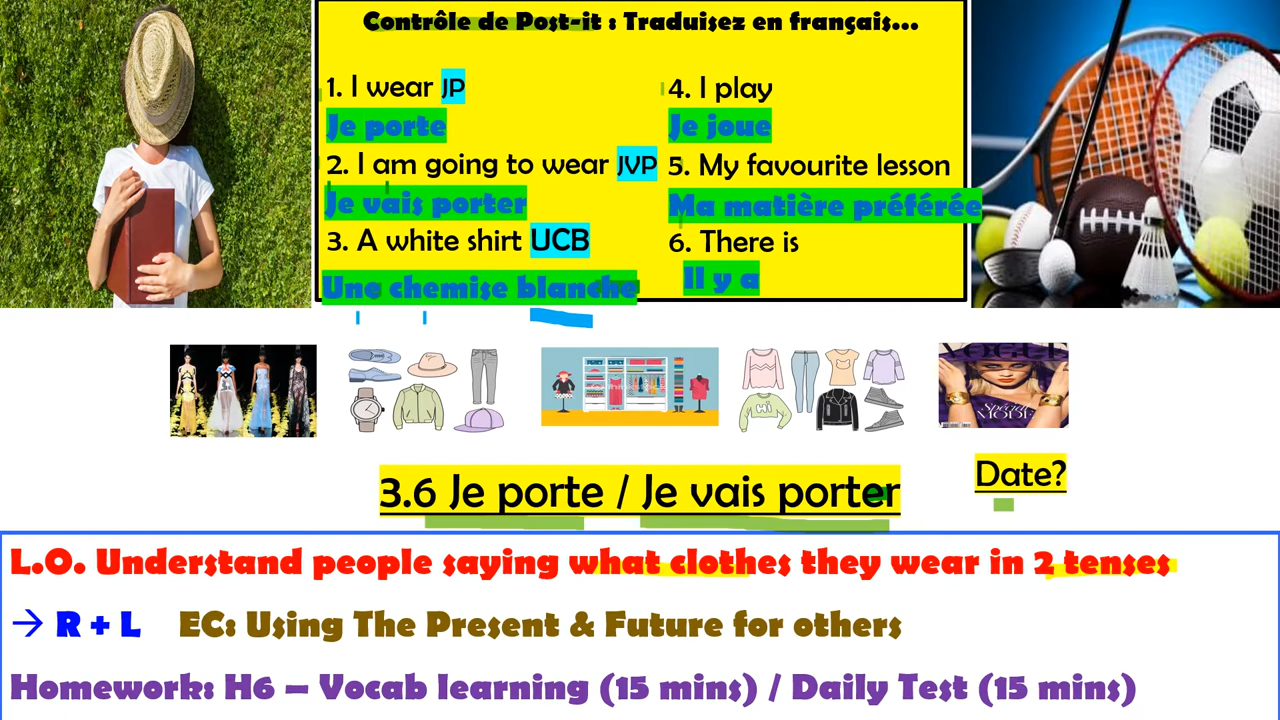 Contrôle de Post-it : Traduisez en français...
1. I wear JP
Je porte
2. I am going to wear JVP
Je vais porter
3. A white shirt UCB
Une chemise blanche
4. I play
Je joue
5. My favourite lesson
Ma matière préférée
6. There is
Il y a
3.6 Je porte / Je vais porter
Date?
L.O. Understand people saying what clothes they wear in 2 tenses
→ R + L EC: Using The Present & Future for others
Homework: H6 – Vocab learning (15 mins) / Daily Test (15 mins)